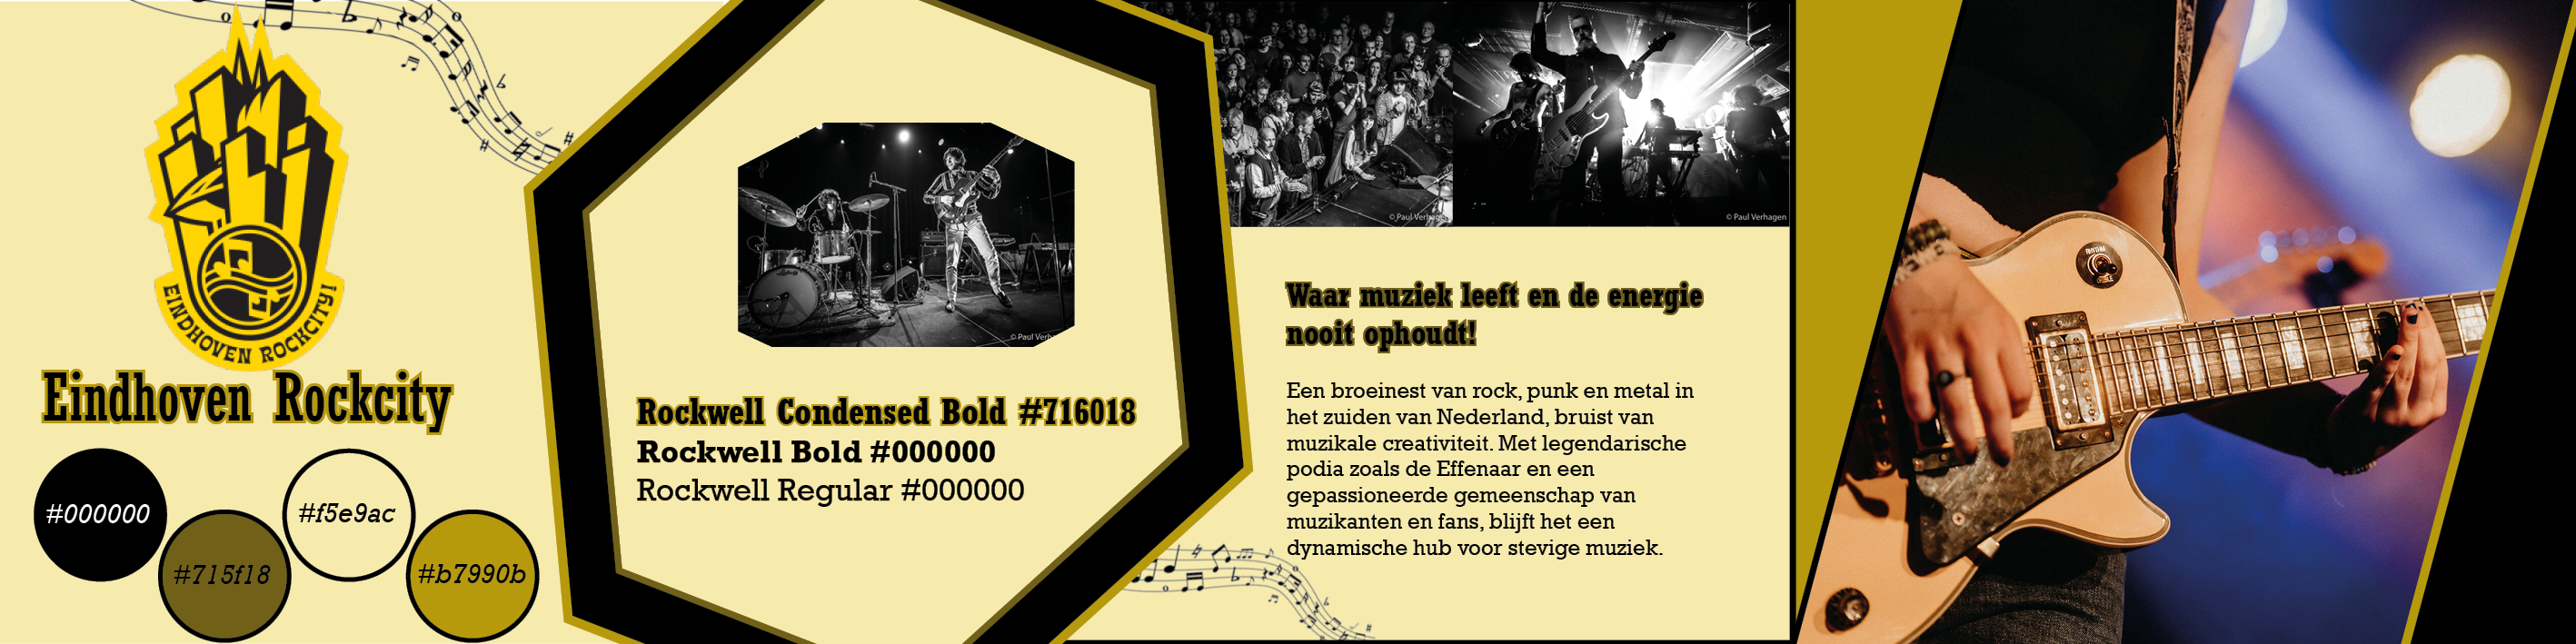 EINDHOVEN ROCKCITY!
Eindhoven Rockcity
#000000
#715f18
#f5e9ac
#b7990b
© Paul Verh
Rockwell Condensed Bold #716018
Rockwell Bold #000000
Rockwell Regular #000000
© Paul Verhagen
© Paul Verhagen
Waar muziek leeft en de energie
nooit ophoudt!
Een broeinest van rock, punk en metal in
het zuiden van Nederland, bruist van
muzikale creativiteit. Met legendarische
podia zoals de Effenaar en een
gepassioneerde gemeenschap van
muzikanten en fans, blijft het een
dynamische hub voor stevige muziek.
RHYTHM